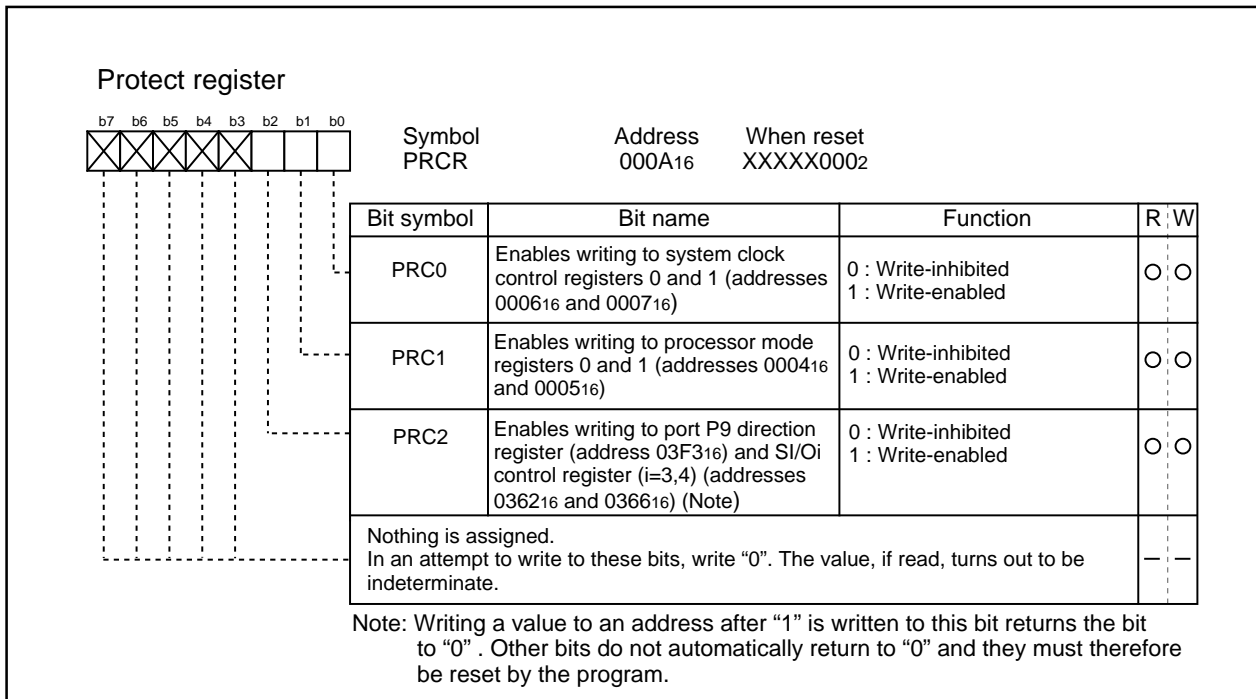 Protect register
b7 b6 b5 b4 b3 b2 b1 b0
Symbol Address When reset
PRCR 000A16 XXXXX0002
Bit symbol Bit name Function R W
PRC0 Enables writing to system clock control registers 0 and 1 (addresses 000616 and 000716) 0 : Write-inhibited 1 : Write-enabled
PRC1 Enables writing to processor mode registers 0 and 1 (addresses 000416 and 000516) 0 : Write-inhibited 1 : Write-enabled
PRC2 Enables writing to port P9 direction register (address 03F316) and SI/Oi control register (i=3,4) (addresses 036216 and 036616) (Note) 0 : Write-inhibited 1 : Write-enabled
Nothing is assigned.
In an attempt to write to these bits, write “0”. The value, if read, turns out to be
indeterminate.
Note: Writing a value to an address after “1” is written to this bit returns the bit
to “0” . Other bits do not automatically return to “0” and they must therefore
be reset by the program.